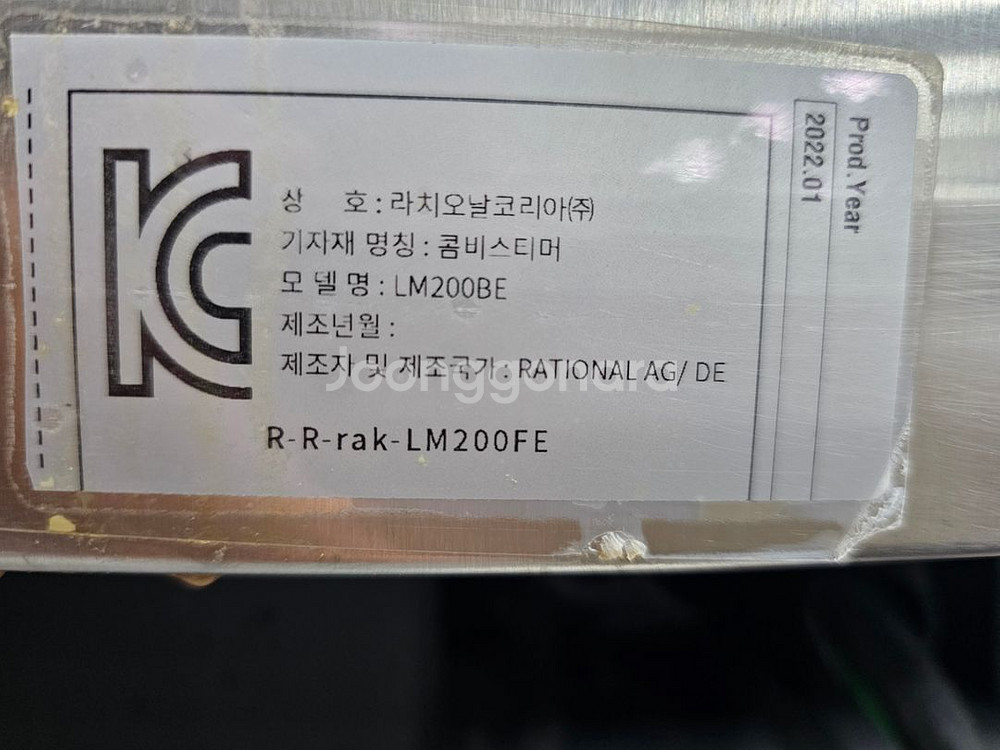 상 호 : 라치오날코리아(주)
기자재 명칭 : 콤비스티머
모 델 명 : LM200BE
제조년월 :
제조자 및 제조국가 : RATIONAL AG/ DE
R-R-rak-LM200FE
Prod.Year
2022.01
Joonggonara